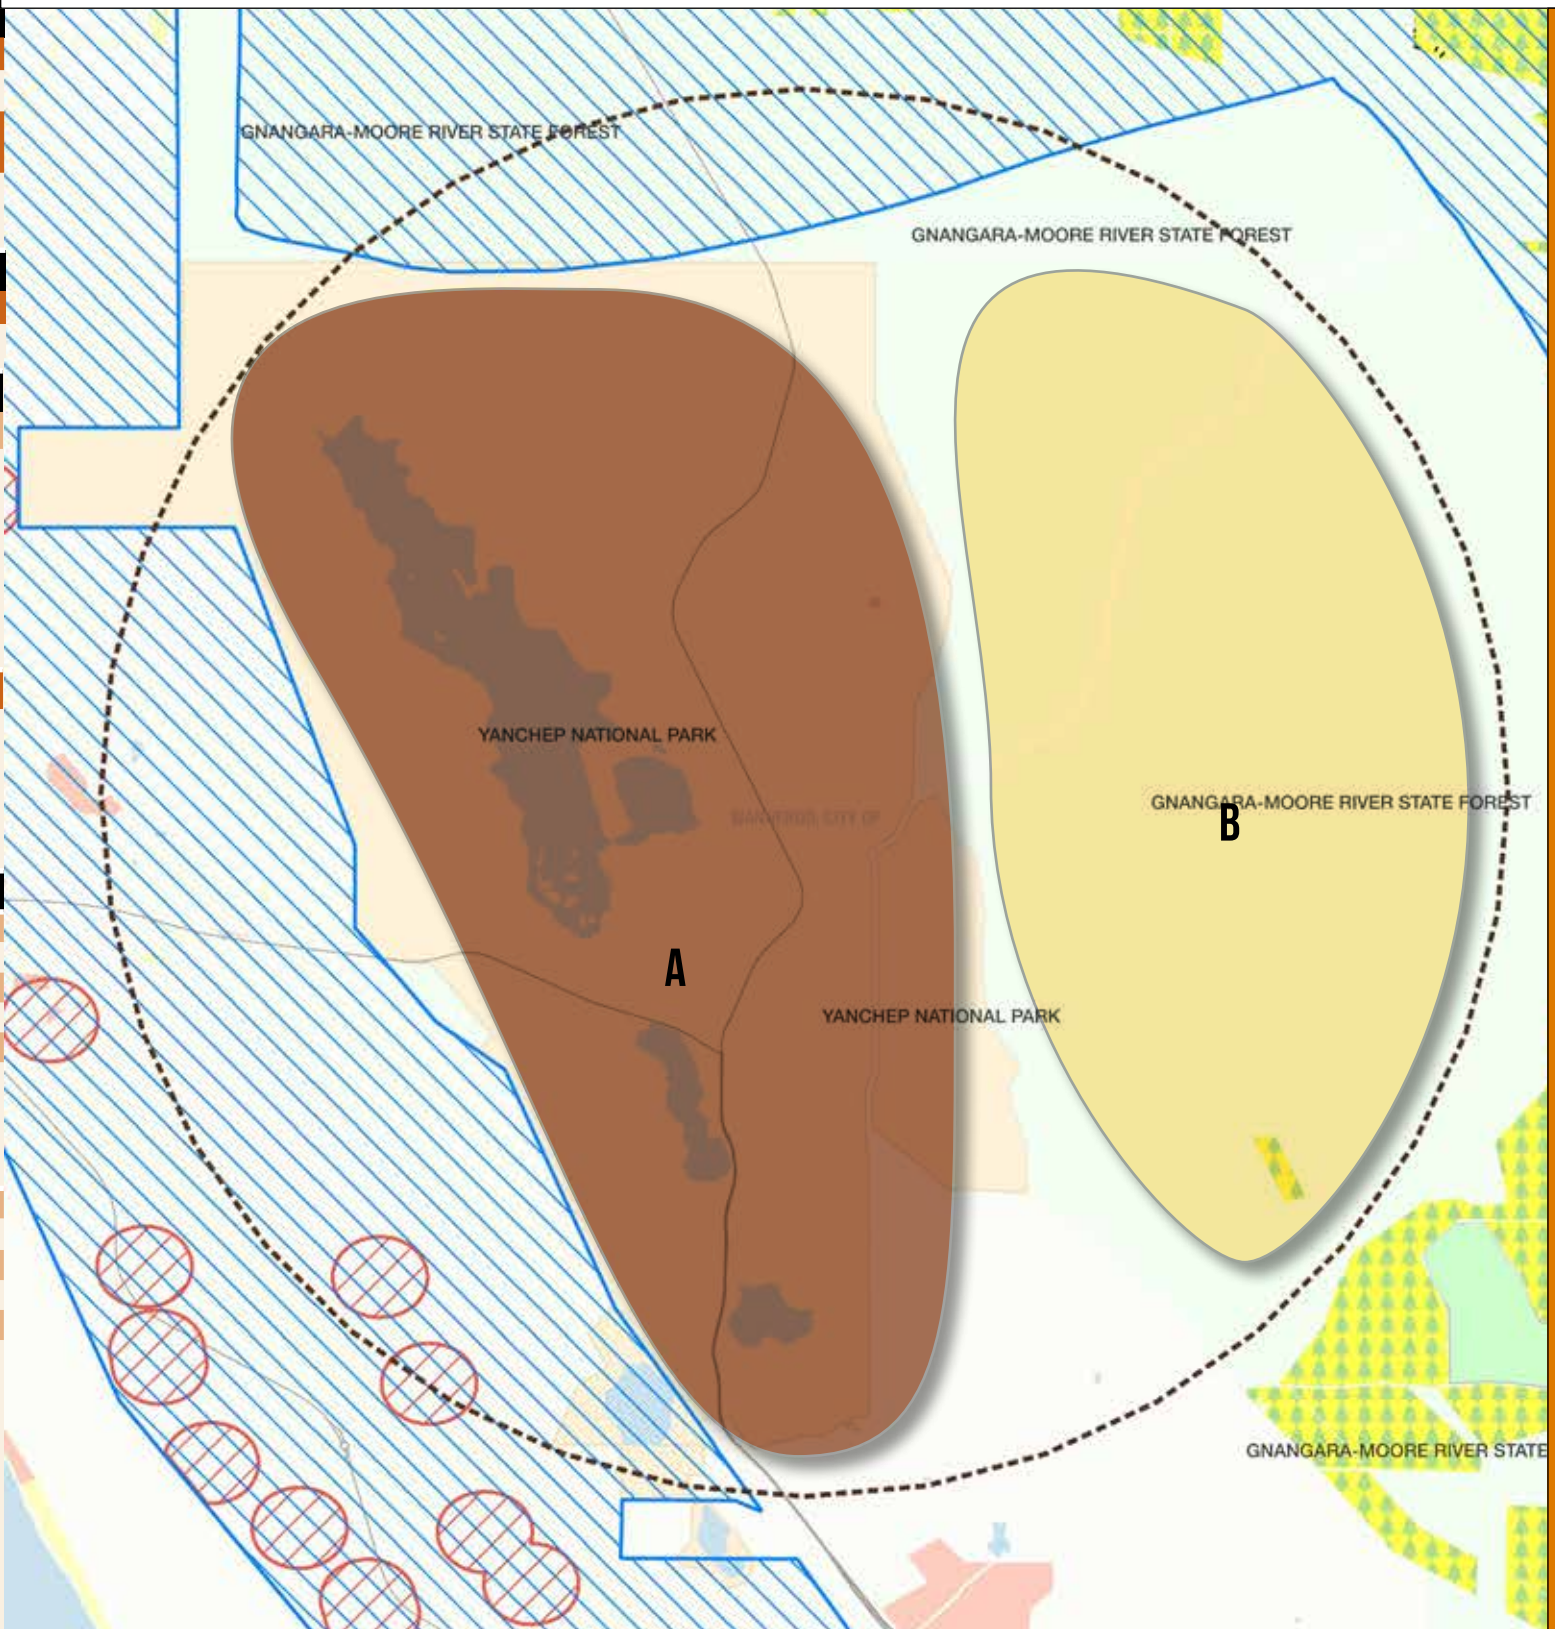 GNANGARA-MOORE RIVER STATE FOREST
GNANGARA-MOORE RIVER STATE FOREST
YANCHEP NATIONAL PARK
GNANGARA-MOORE RIVER STATE FOREST
B
A
YANCHEP NATIONAL PARK
GNANGARA-MOORE RIVER STATE